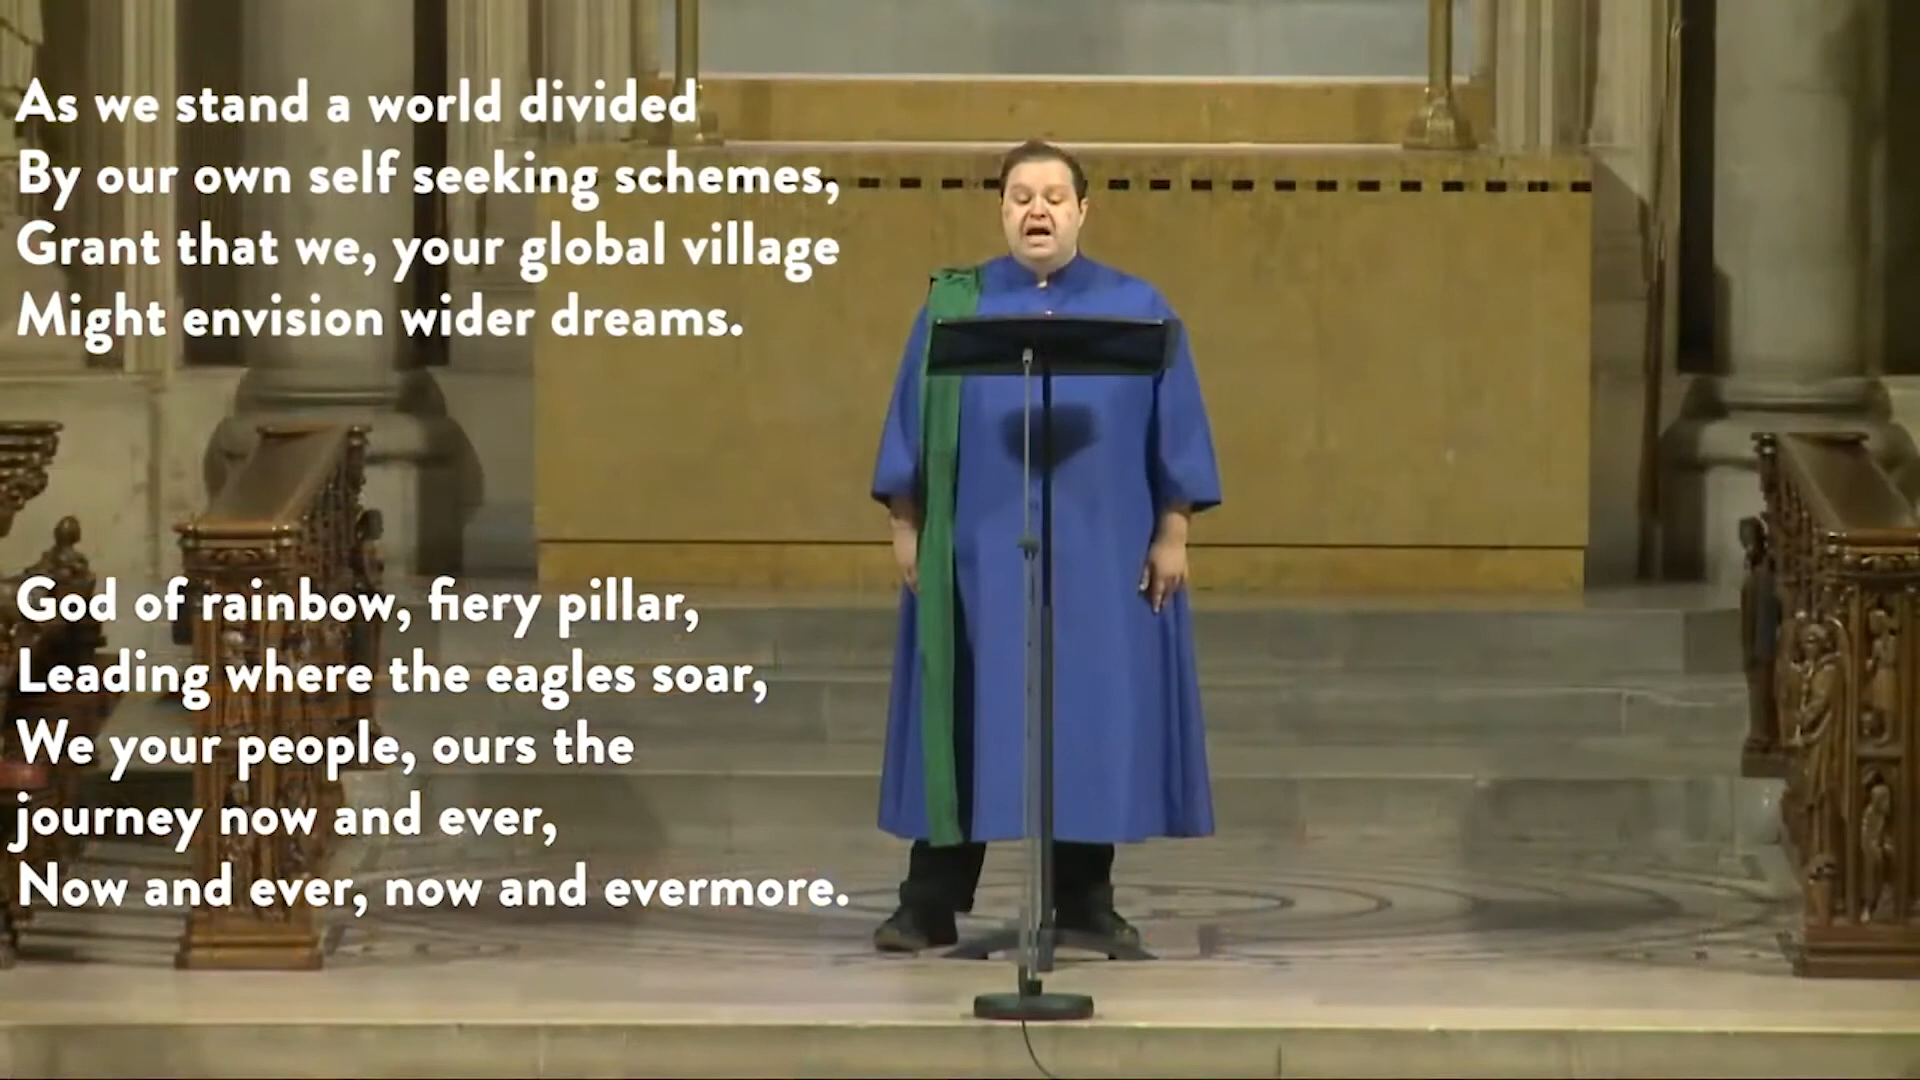 As we stand a world divided
By our own self seeking schemes,
Grant that we, your global village
Might envision wider dreams.
God of rainbow, fiery pillar,
Leading where the eagles soar,
We your people, ours the
journey now and ever,
Now and ever, now and evermore.